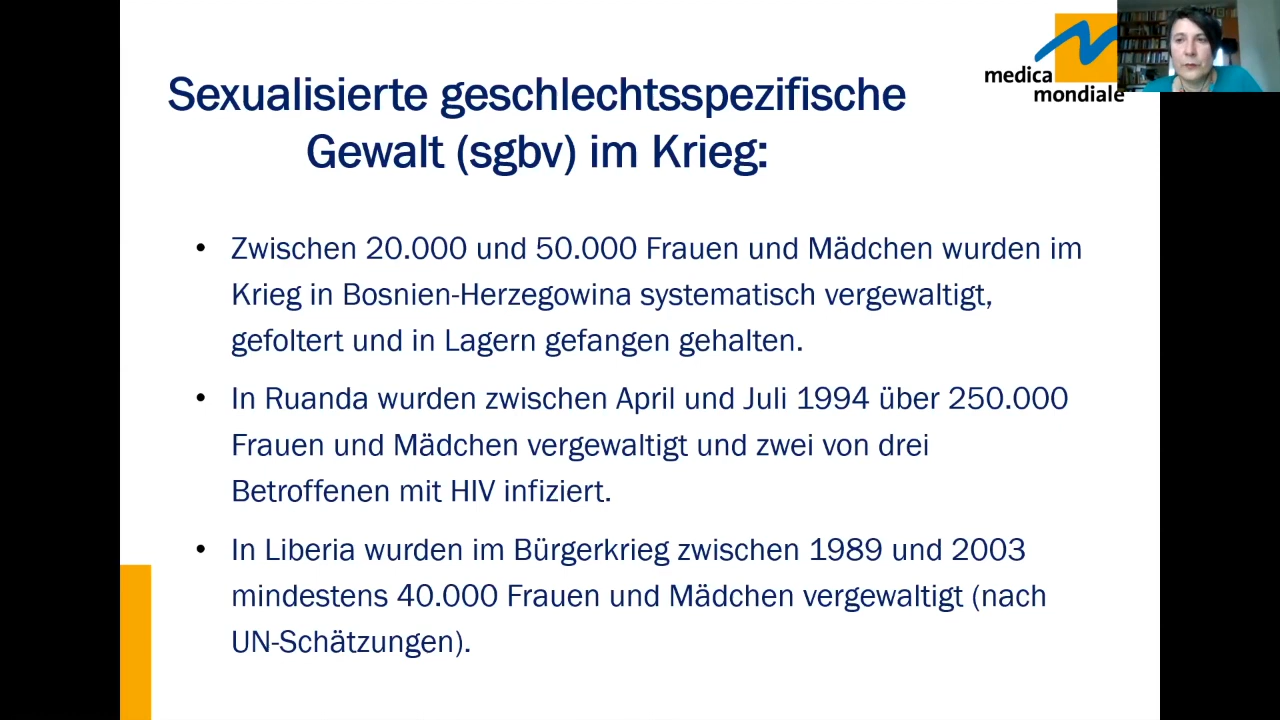 medica
mondiale
Sexualisierte geschlechtsspezifische
Gewalt (sgbv) im Krieg:
• Zwischen 20.000 und 50.000 Frauen und Mädchen wurden im
Krieg in Bosnien-Herzegowina systematisch vergewaltigt,
gefoltert und in Lagern gefangen gehalten.
• In Ruanda wurden zwischen April und Juli 1994 über 250.000
Frauen und Mädchen vergewaltigt und zwei von drei
Betroffenen mit HIV infiziert.
• In Liberia wurden im Bürgerkrieg zwischen 1989 und 2003
mindestens 40.000 Frauen und Mädchen vergewaltigt (nach
UN-Schätzungen).